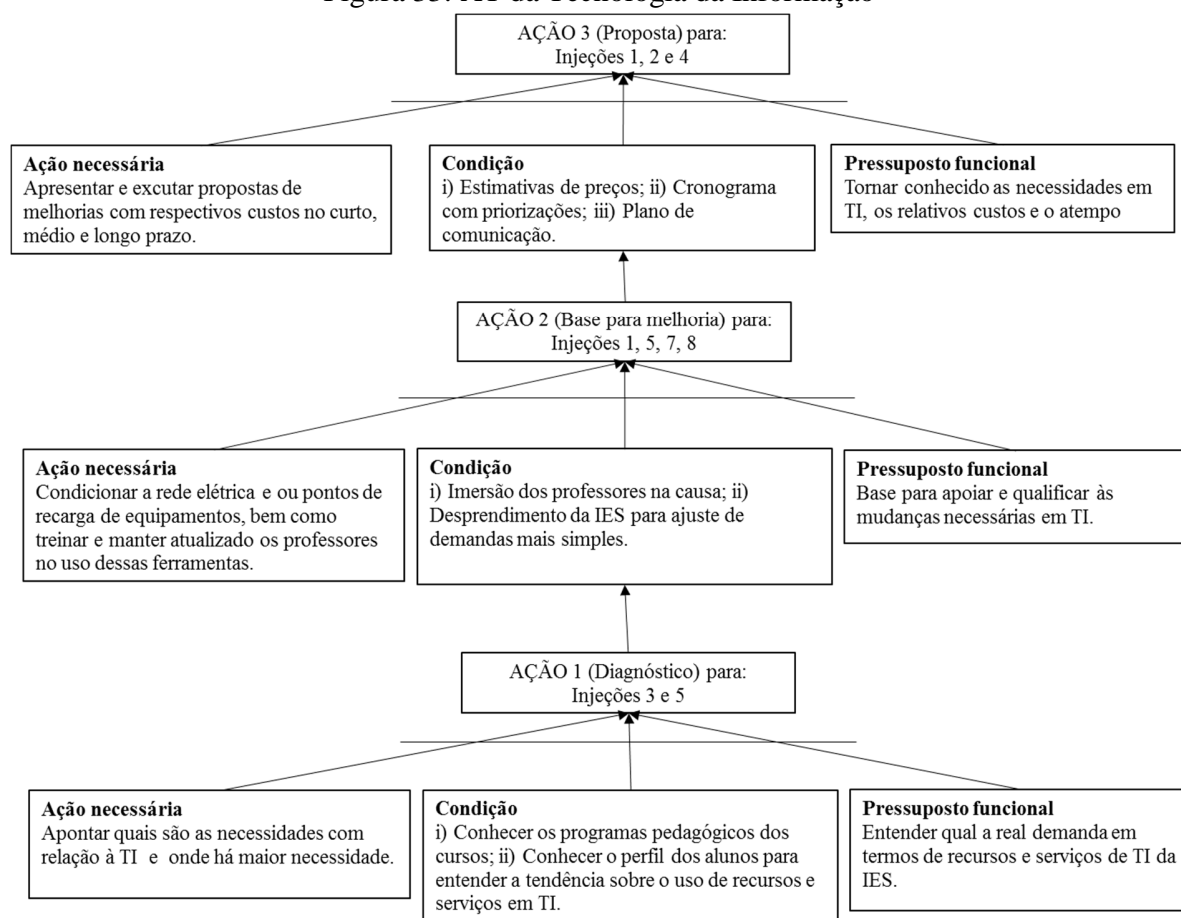 Figura 33: AT da Tecnologia da Informação
AÇÃO 3 (Proposta) para:
Injeções 1, 2 e 4
Ação necessária
Apresentar e excutar propostas de
melhorias com respectivos custos no curto,
médio e longo prazo.
Condição
i) Estimativas de preços; ii) Cronograma
com priorizações; iii) Plano de
comunicação.
Pressuposto funcional
Tornar conhecido as necessidades em
TI, os relativos custos e o atempo
AÇÃO 2 (Base para melhoria) para:
Injeções 1, 5, 7, 8
Ação necessária
Condicionar a rede elétrica e ou pontos de
recarga de equipamentos, bem como
treinar e manter atualizado os professores
no uso dessas ferramentas.
Condição
i) Imersão dos professores na causa; ii)
Desprendimento da IES para ajuste de
demandas mais simples.
Pressuposto funcional
Base para apoiar e qualificar às
mudanças necessárias em TI.
AÇÃO 1 (Diagnóstico) para:
Injeções 3 e 5
Ação necessária
Apontar quais são as necessidades com
relação à TI e onde há maior necessidade.
Condição
i) Conhecer os programas pedagógicos dos
cursos; ii) Conhecer o perfil dos alunos para
entender a tendência sobre o uso de recursos e
serviços em TI.
Pressuposto funcional
Entender qual a real demanda em
termos de recursos e serviços de TI da
IES.